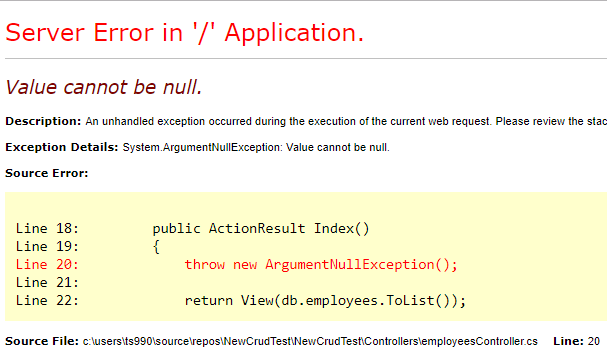 Server Error in '/' Application.
Value cannot be null.
Description: An unhandled exception occurred during the execution of the current web request. Please review the stac
Exception Details: System.ArgumentNullException: Value cannot be null.
Source Error:
Line 18:         public ActionResult Index()
Line 19:         {
Line 20:             throw new ArgumentNullException();
Line 21:
Line 22:             return View(db.employees.ToList());
Source File: c:\users\ts990\source\repos\NewCrudTest\NewCrudTest\Controllers\employeesController.cs    Line: 20